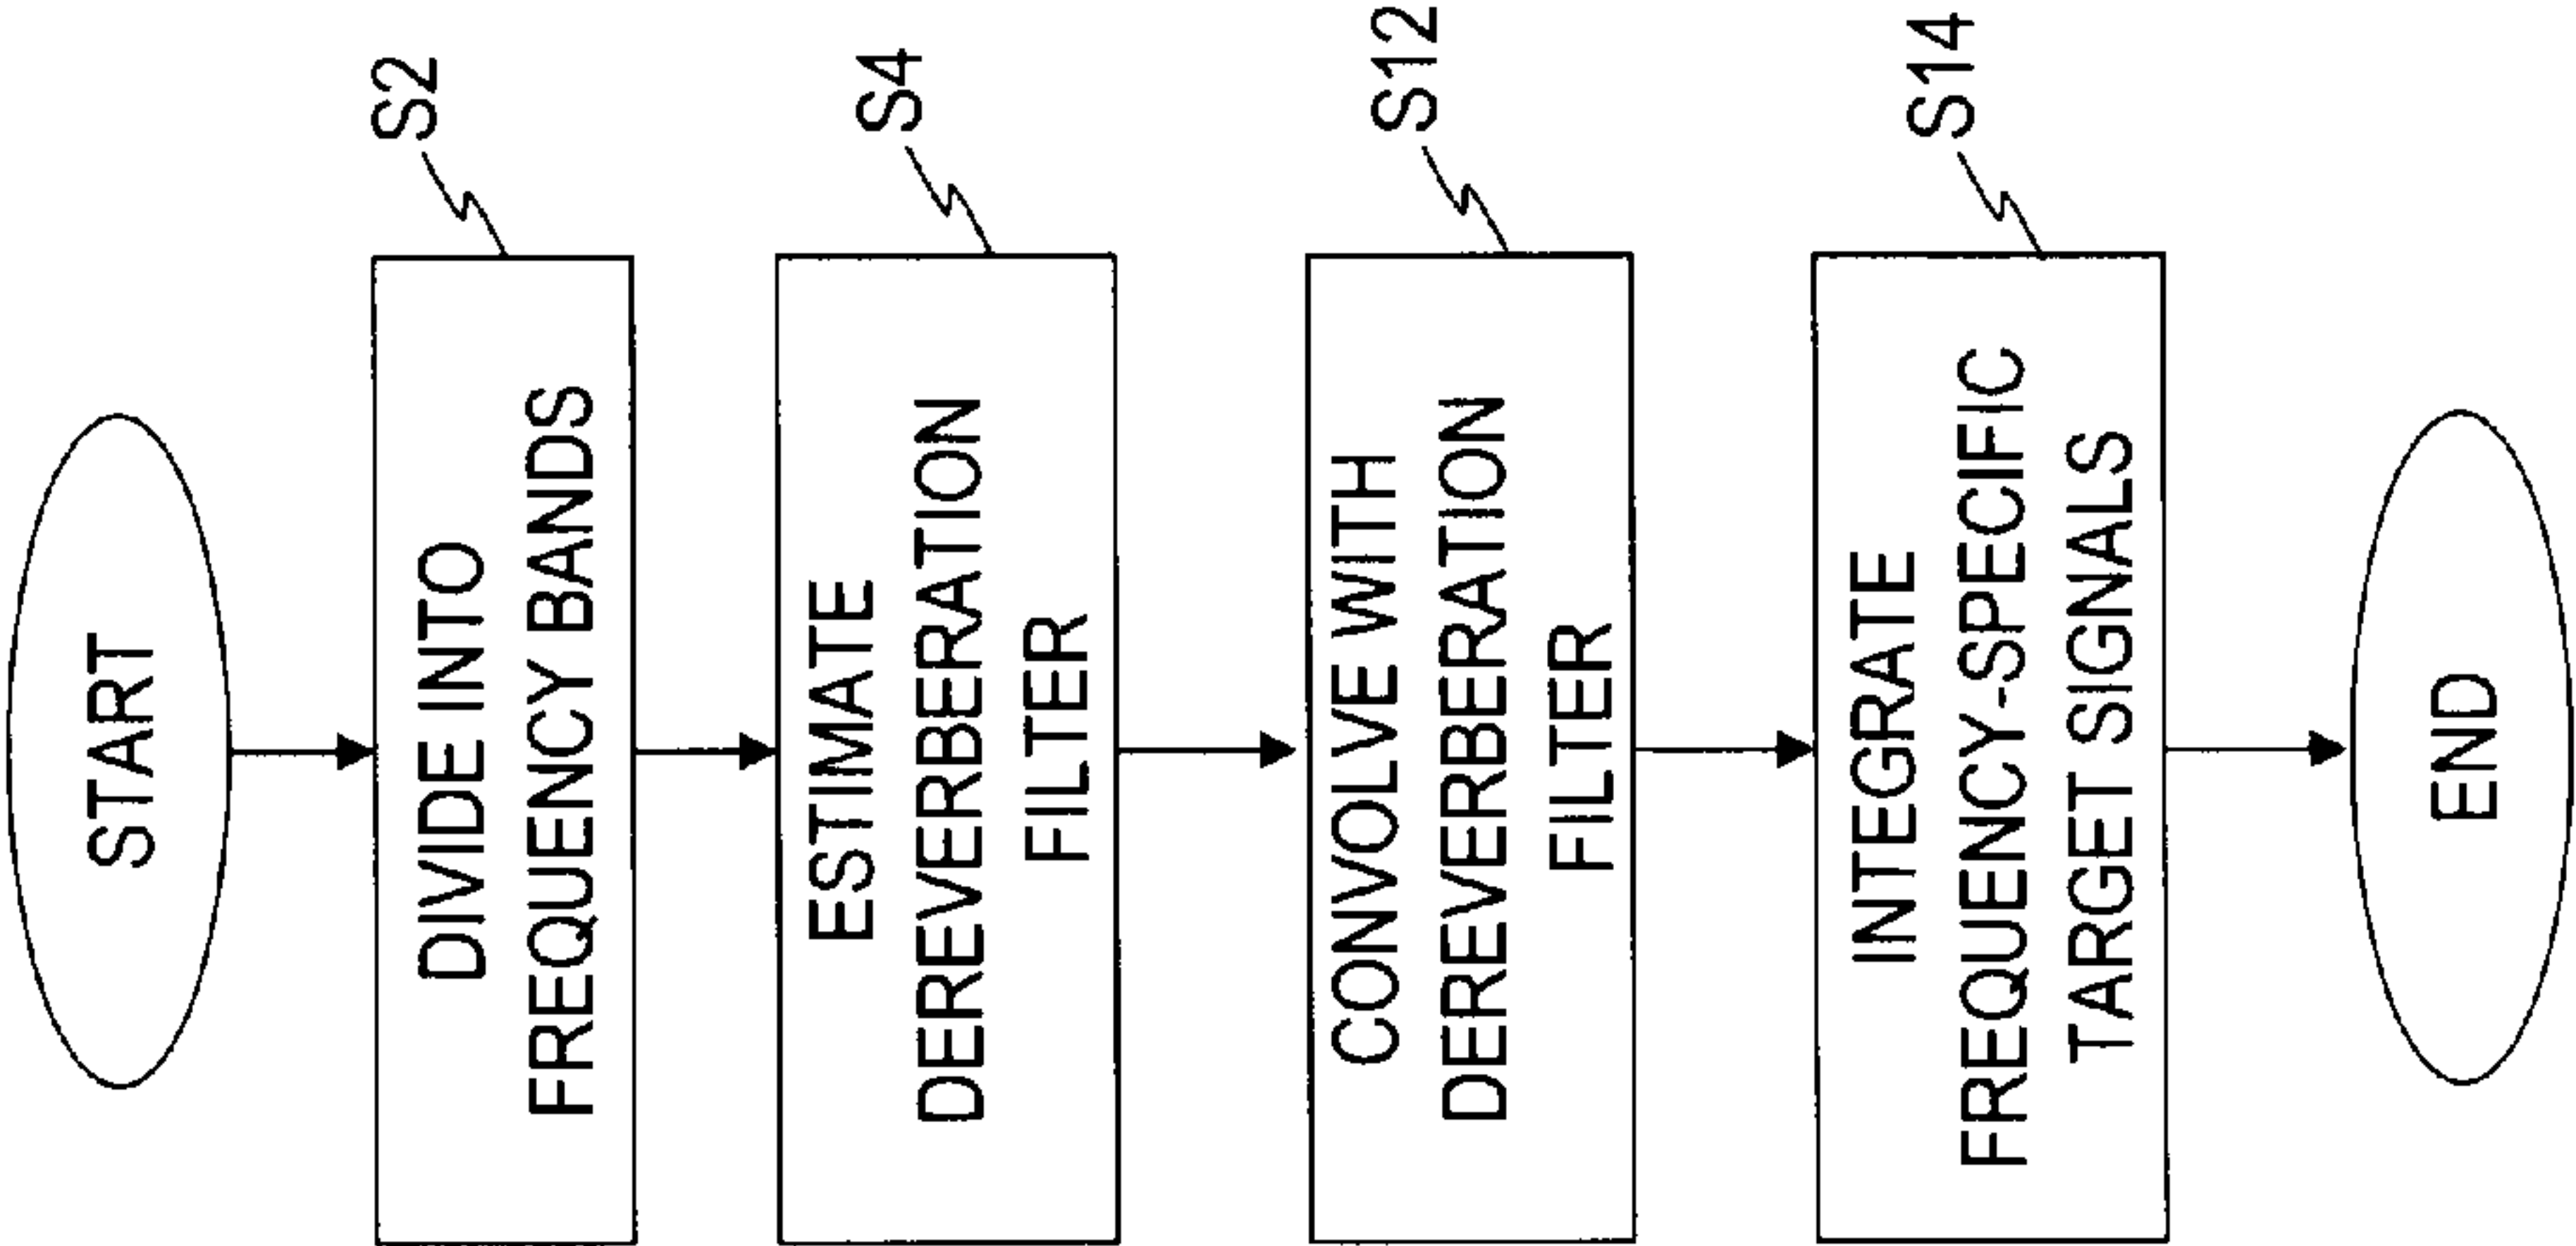 START
S2
DIVIDE INTO
FREQUENCY BANDS
S4
ESTIMATE
DEREVERBERATION
FILTER
S12
CONVOLVE WITH
DEREVERBERATION
FILTER
S14
INTEGRATE
FREQUENCY-SPECIFIC
TARGET SIGNALS
END